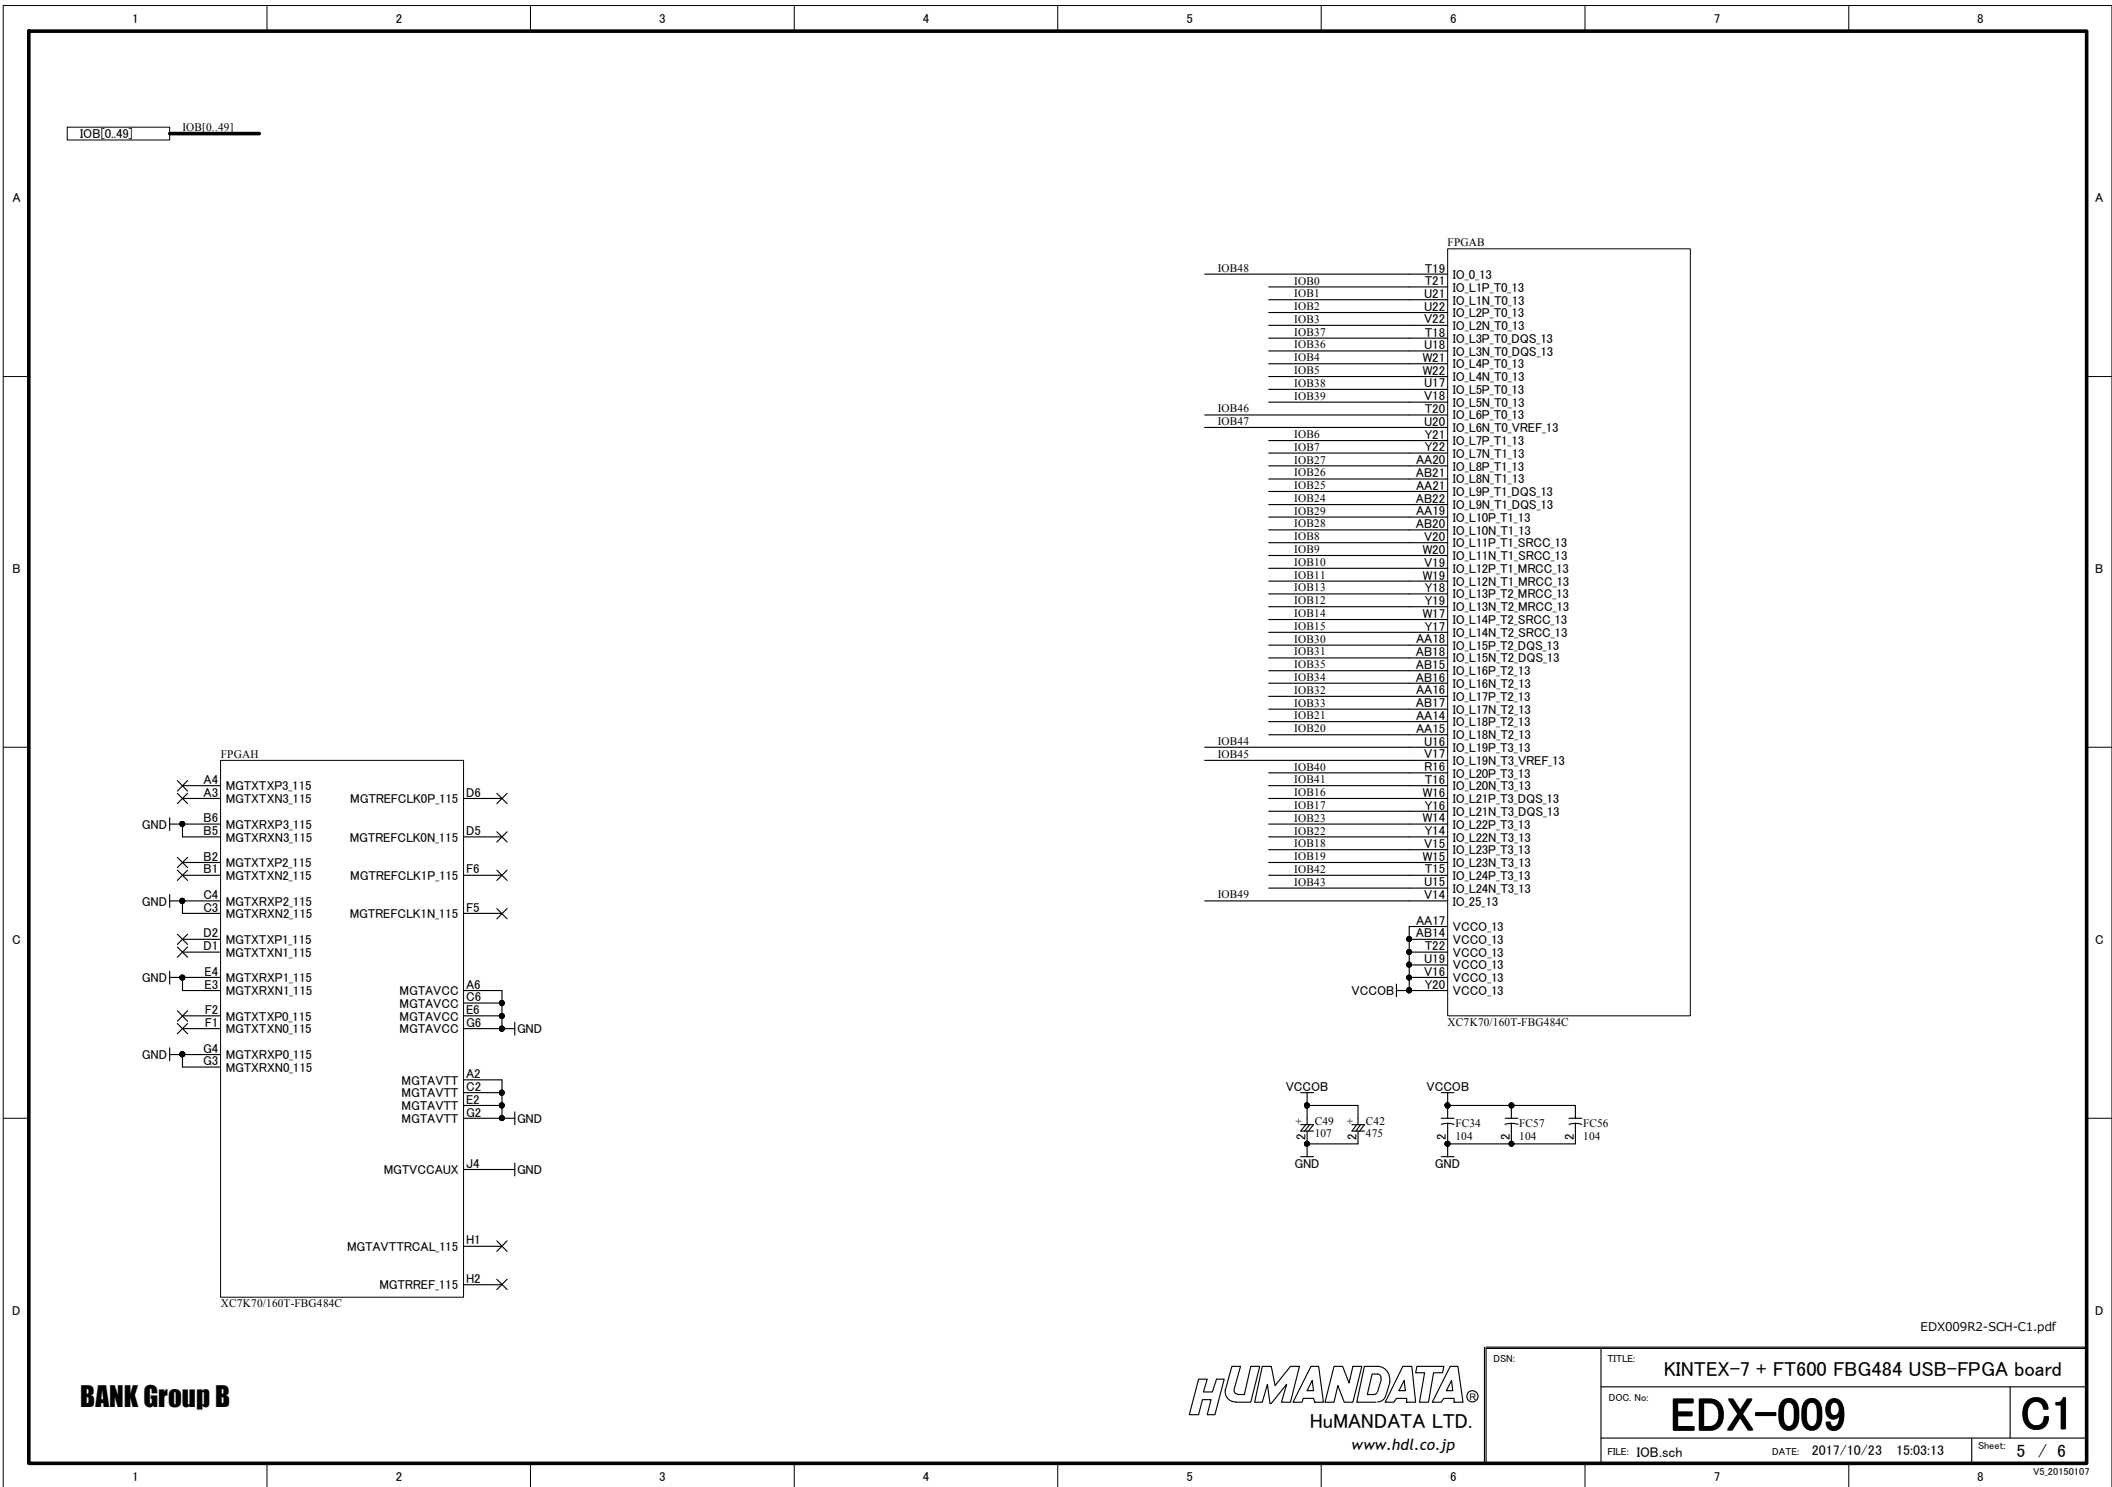 1 2 3 4 5 6 7 8
IOB[0..49] IOB[0..49]
A A
FPGAB
IOB48 T19 IO_0_13
IOB0 T21 IO_L1P_T0_13
IOB1 U21 IO_L1N_T0_13
IOB2 U22 IO_L2P_T0_13
IOB3 V22 IO_L2N_T0_13
IOB37 T18 IO_L3P_T0_DQS_13
IOB36 U18 IO_L3N_T0_DQS_13
IOB4 W21 IO_L4P_T0_13
IOB5 W22 IO_L4N_T0_13
IOB38 U17 IO_L5P_T0_13
IOB39 V18 IO_L5N_T0_13
IOB46 T20 IO_L6P_T0_13
IOB47 U20 IO_L6N_T0_VREF_13
IOB6 Y21 IO_L7P_T1_13
IOB7 Y22 IO_L7N_T1_13
IOB27 AA20 IO_L8P_T1_13
IOB26 AB21 IO_L8N_T1_13
IOB25 AA21 IO_L9P_T1_DQS_13
IOB24 AB22 IO_L9N_T1_DQS_13
IOB29 AA19 IO_L10P_T1_13
IOB28 AB20 IO_L10N_T1_13
IOB8 V20 IO_L11P_T1_SRCC_13
IOB9 W20 IO_L11N_T1_SRCC_13
B B
IOB10 V19 IO_L12P_T1_MRCC_13
IOB11 W19 IO_L12N_T1_MRCC_13
IOB13 Y18 IO_L13P_T2_MRCC_13
IOB12 Y19 IO_L13N_T2_MRCC_13
IOB14 W17 IO_L14P_T2_SRCC_13
IOB15 Y17 IO_L14N_T2_SRCC_13
IOB30 AA18 IO_L15P_T2_DQS_13
IOB31 AB18 IO_L15N_T2_DQS_13
IOB35 AB15 IO_L16P_T2_13
IOB34 AB16 IO_L16N_T2_13
IOB32 AA16 IO_L17P_T2_13
IOB33 AB17 IO_L17N_T2_13
IOB21 AA14 IO_L18P_T2_13
IOB20 AA15 IO_L18N_T2_13
IOB44 U16 IO_L19P_T3_13
IOB45 V17 IO_L19N_T3_VREF_13
IOB40 R16 IO_L20P_T3_13
IOB41 T16 IO_L20N_T3_13
IOB16 W16 IO_L21P_T3_DQS_13
IOB17 Y16 IO_L21N_T3_DQS_13
IOB23 W14 IO_L22P_T3_13
IOB22 Y14 IO_L22N_T3_13
IOB18 V15 IO_L23P_T3_13
IOB19 W15 IO_L23N_T3_13
IOB42 T15 IO_L24P_T3_13
IOB43 U15 IO_L24N_T3_13
IOB49 V14 IO_25_13
AA17 VCCO_13
AB14 VCCO_13
T22 VCCO_13
U19 VCCO_13
V16 VCCO_13
VCCOB Y20 VCCO_13
XC7K70/160T-FBG484C
FPGAH
A4 MGTXTXP3_115
A3 MGTXTXN3_115 MGTREFCLK0P_115 D6
GND B6 MGTXRXP3_115
B5 MGTXRXN3_115 MGTREFCLK0N_115 D5
B2 MGTXTXP2_115
B1 MGTXTXN2_115 MGTREFCLK1P_115 F6
GND C4 MGTXRXP2_115
C3 MGTXRXN2_115 MGTREFCLK1N_115 F5
C C
D2 MGTXTXP1_115
D1 MGTXTXN1_115
GND E4 MGTXRXP1_115
E3 MGTXRXN1_115 MGTAVCC A6
MGTAVCC C6
F2 MGTXTXP0_115 MGTAVCC E6
F1 MGTXTXN0_115 MGTAVCC G6 GND
GND G4 MGTXRXP0_115
G3 MGTXRXN0_115
MGTAVTT A2
MGTAVTT C2
MGTAVTT E2
MGTAVTT G2 GND
MGTVCCAUX J4 GND
MGTAVTTRCAL_115 H1
MGTRREF_115 H2
XC7K70/160T-FBG484C
VCCOB VCCOB
+ C49 + C42 FC34 FC57 FC56
2 107 2 475 2 104 2 104 2 104
GND GND
D D
EDX009R2-SCH-C1.pdf
BANK Group B
HUMANDATA®
HuMANDATA LTD.
www.hdl.co.jp
DSN:
TITLE: KINTEX-7 + FT600 FBG484 USB-FPGA board
DOC. No: EDX-009 C1
FILE: IOB.sch DATE: 2017/10/23 15:03:13 Sheet: 5 / 6
1 2 3 4 5 6 7 8
V5_20150107